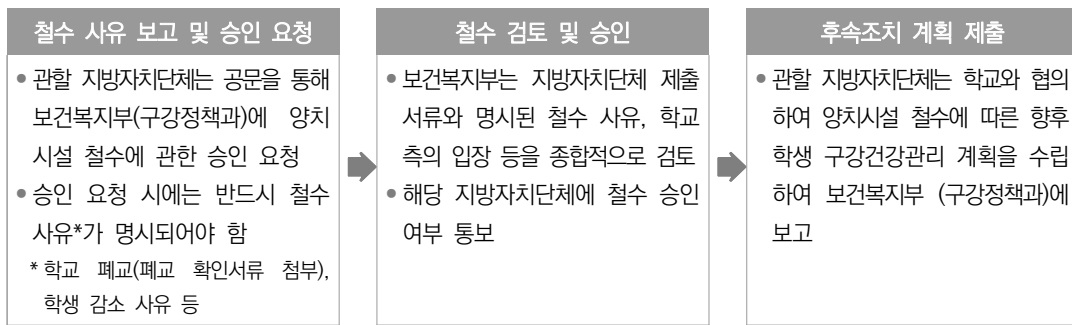 철수 사유 보고 및 승인 요청
• 관할 지방자치단체는 공문을 통해
보건복지부(구강정책과)에 양치
시설 철수에 관한 승인 요청
• 승인 요청 시에는 반드시 철수
사유*가 명시되어야 함
* 학교 폐교(폐교 확인서류 첨부),
학생 감소 사유 등
철수 검토 및 승인
• 보건복지부는 지방자치단체 제출
서류와 명시된 철수 사유, 학교
측의 입장 등을 종합적으로 검토
• 해당 지방자치단체에 철수 승인
여부 통보
후속조치 계획 제출
• 관할 지방자치단체는 학교와 협의
하여 양치시설 철수에 따른 향후
학생 구강건강관리 계획을 수립
하여 보건복지부 (구강정책과)에
보고